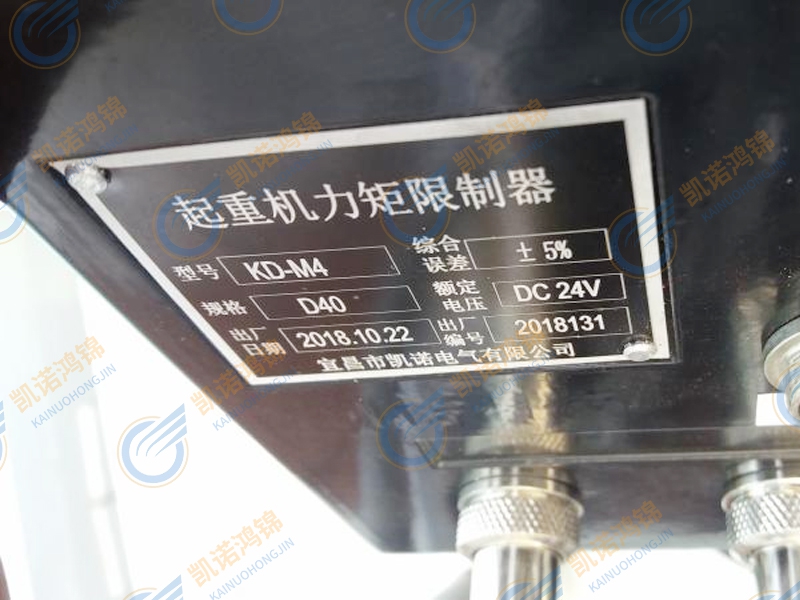 起重机力矩限制器
型号 KD-M4 综合误差 ± 5%
规格 D40 额定电压 DC 24V
出厂日期 2018.10.22 出厂编号 2018131
宜昌市凯诺电气有限公司
凯诺鸿锦
KAINUOHONGJIN